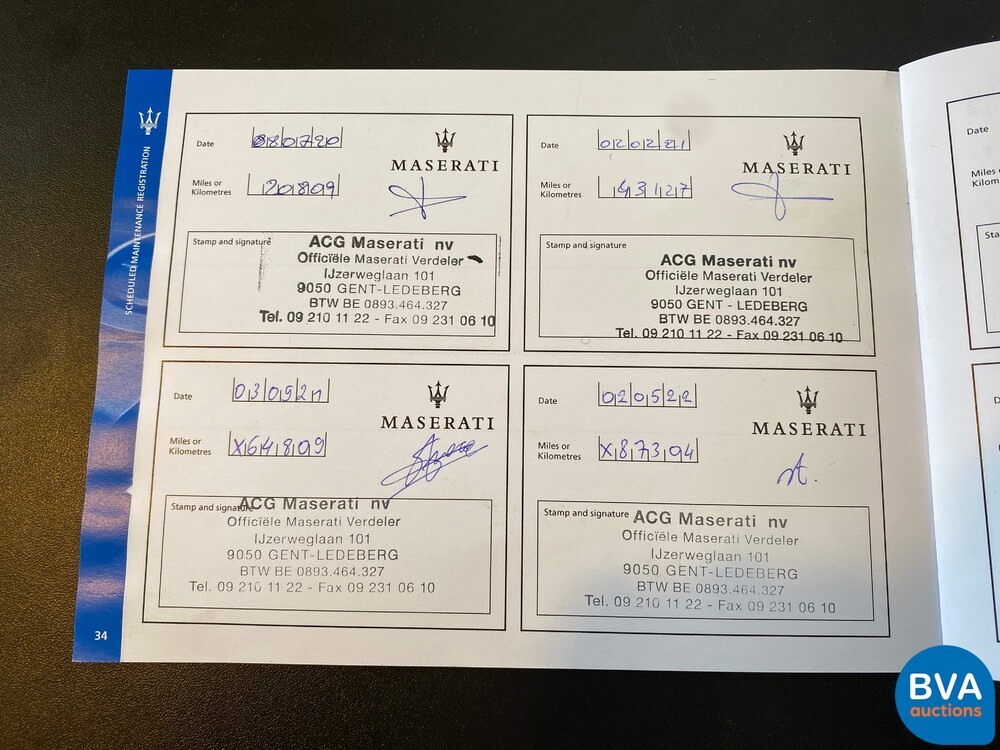 SCHEDULED MAINTENANCE REGISTRATION
Date 080720
MASERATI
Miles or
Kilometres 20809
Stamp and signature
ACG Maserati nv
Officiële Maserati Verdeler
IJzerweglaan 101
9050 GENT-LEDEBERG
BTW BE 0893.464.327
Tel. 09 210 11 22 - Fax 09 231 06 10
Date 020221
MASERATI
Miles or
Kilometres 43127
Stamp and signature
ACG Maserati nv
Officiële Maserati Verdeler
IJzerweglaan 101
9050 GENT - LEDEBERG
BTW BE 0893.464.327
Tel. 09 210 11 22 - Fax 09 231 06 10
Date 030921
MASERATI
Miles or
Kilometres X64809
Stamp and signature
ACG Maserati nv
Officiële Maserati Verdeler
IJzerweglaan 101
9050 GENT-LEDEBERG
BTW BE 0893.464.327
Tel. 09 210 11 22 - Fax 09 231 06 10
Date 020522
MASERATI
Miles or
Kilometres X87394
Stamp and signature
ACG Maserati nv
Officiële Maserati Verdeler
IJzerweglaan 101
9050 GENT-LEDEBERG
BTW BE 0893.464.327
Tel. 09 210 11 22 - Fax 09 231 06 10
34
Date
Miles
Kilom
Sta
BVA
auctions